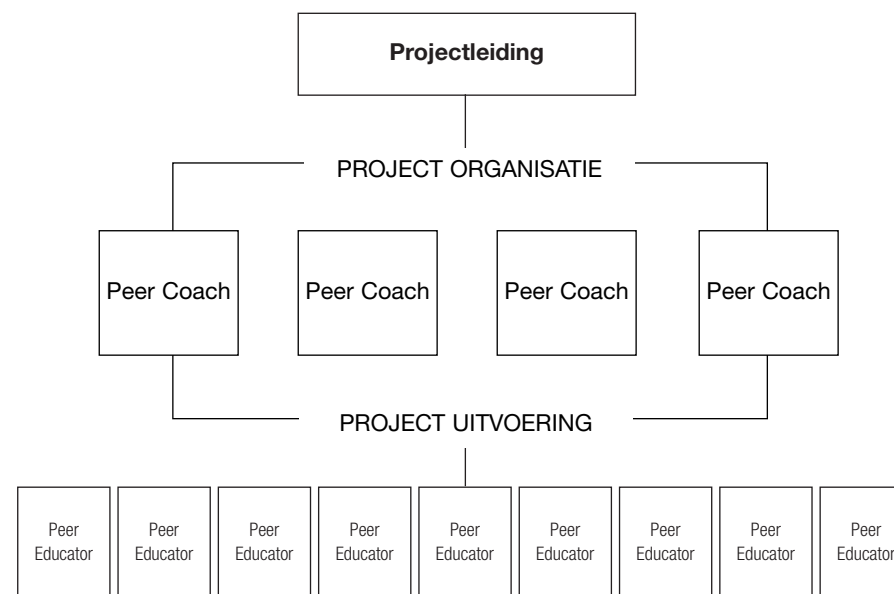 Projectleiding
PROJECT ORGANISATIE
Peer Coach
Peer Coach
Peer Coach
Peer Coach
PROJECT UITVOERING
Peer
Educator
Peer
Educator
Peer
Educator
Peer
Educator
Peer
Educator
Peer
Educator
Peer
Educator
Peer
Educator
Peer
Educator